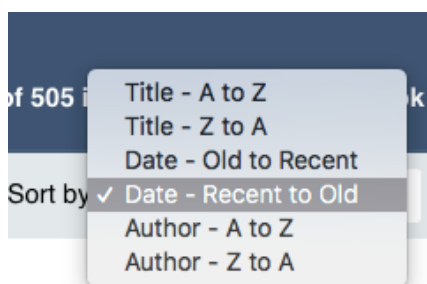 of 505 i
ok
Title - A to Z
Title - Z to A
Date - Old to Recent
Sort by ✓ Date - Recent to Old
Author - A to Z
Author - Z to A